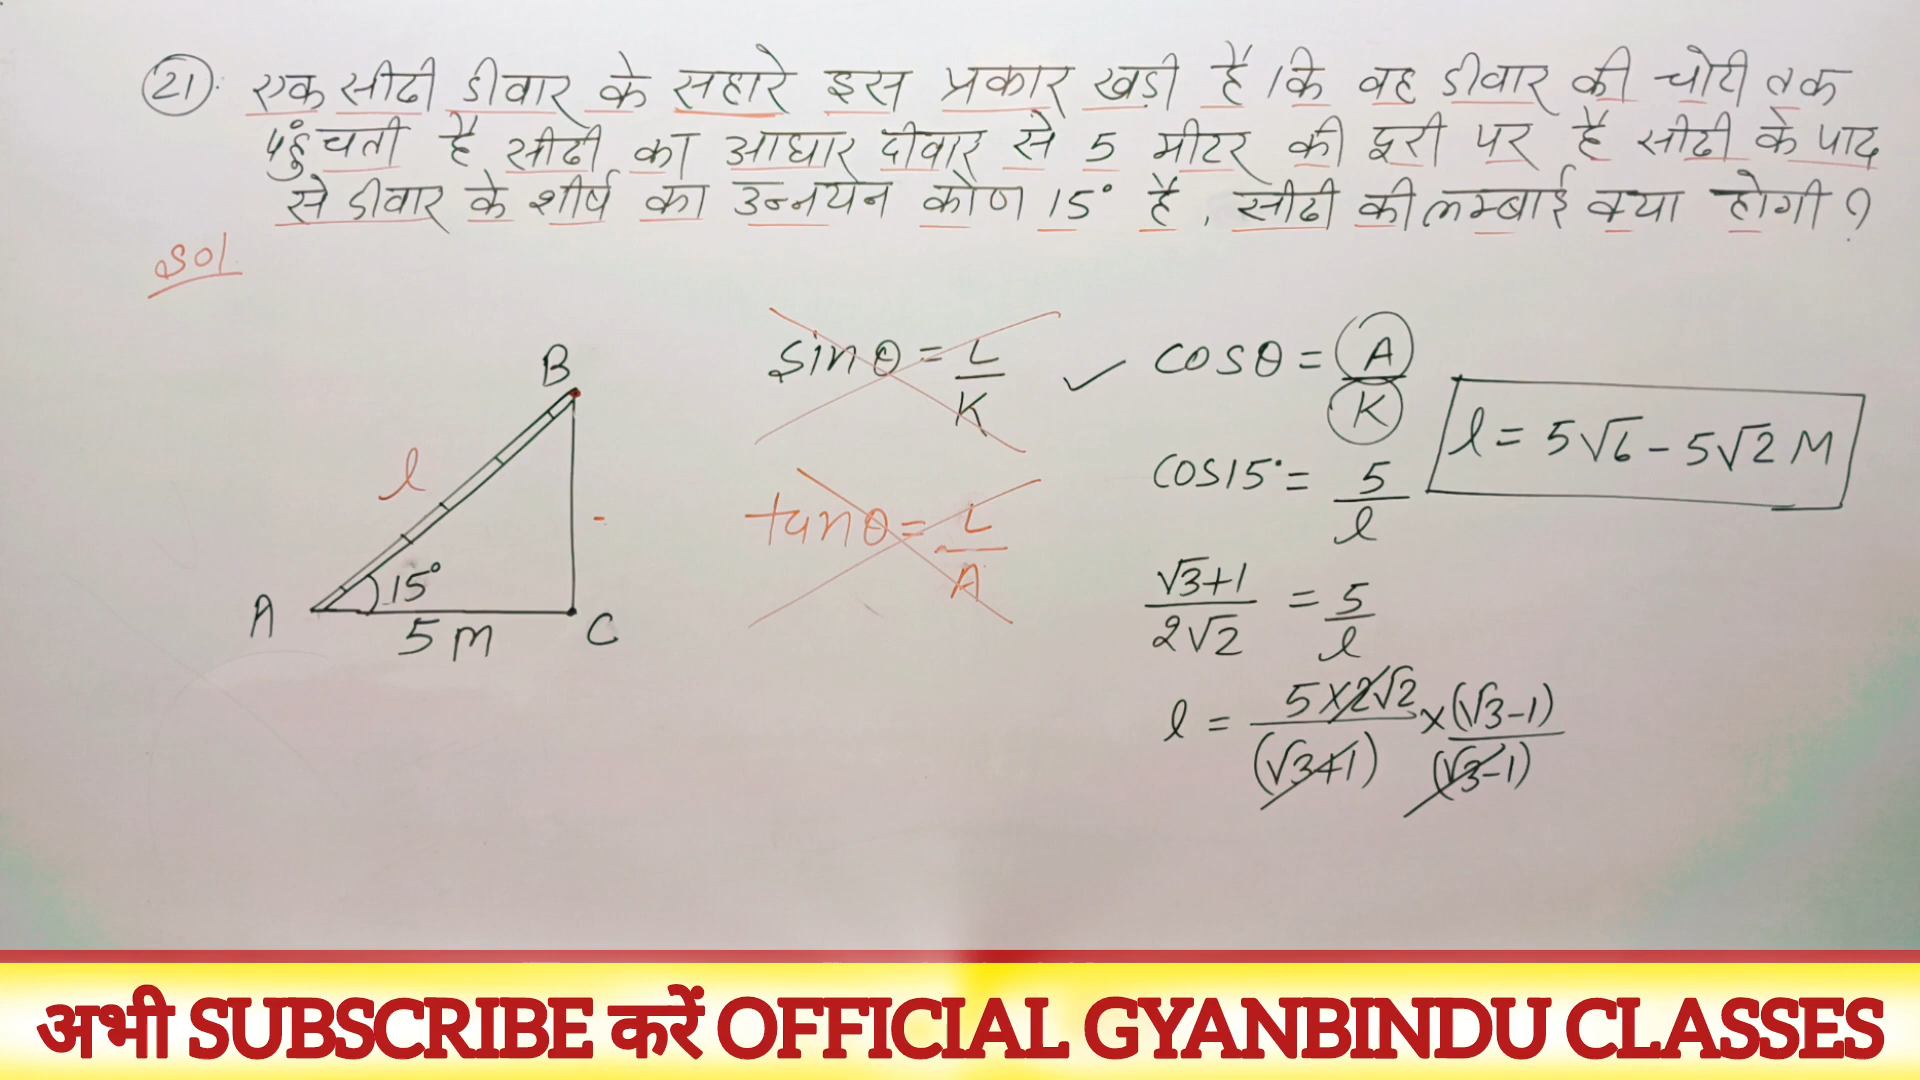 21. एक सीढी डीवार के सहारे इस प्रकार खडी है कि वह डीवार की चोटी तक
पहुंचती है सीढी का आधार दीवार से 5 मीटर की दूरी पर है सीढी के पाद
से डीवार के शीर्ष का उन्नयन कोण 15° है, सीढी की लम्बाई क्या होगी ?
Sol.
B
l
15°
A
5 M
C
sinθ = L/K
tanθ = L/A
✓ cosθ = A/K
cos15° = 5/l
√3+1/2√2 = 5/l
l = 5×2√2/(√3+1) × (√3-1)/(√3-1)
l = 5√6 - 5√2 M
अभी SUBSCRIBE करें OFFICIAL GYANBINDU CLASSES